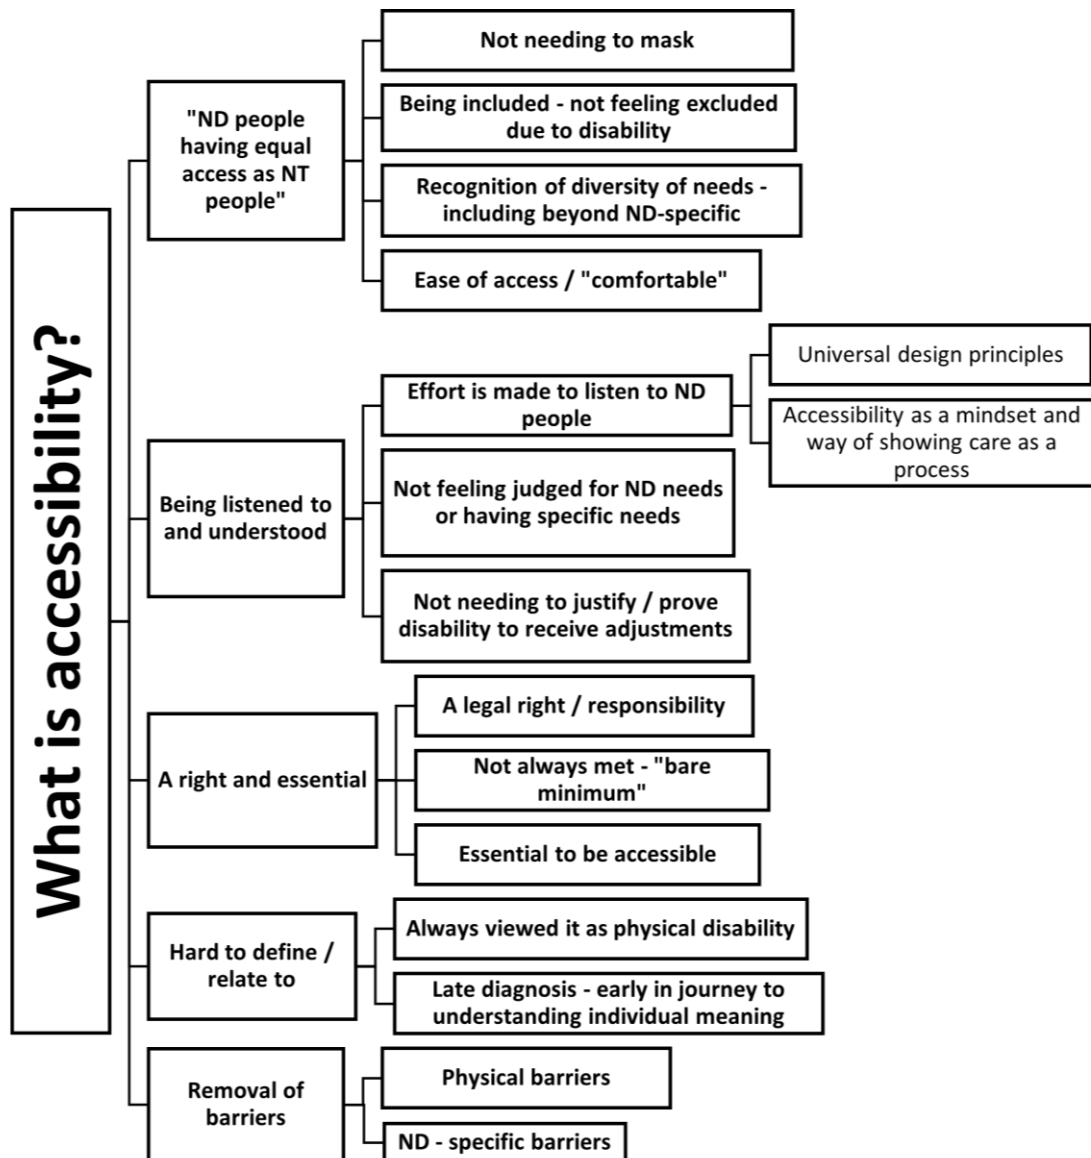 What is accessibility?
"ND people
having equal
access as NT
people"
Not needing to mask
Being included - not feeling excluded
due to disability
Recognition of diversity of needs -
including beyond ND-specific
Ease of access / "comfortable"
Being listened to
and understood
Effort is made to listen to ND
people
Universal design principles
Accessibility as a mindset and
way of showing care as a
process
Not feeling judged for ND needs
or having specific needs
Not needing to justify / prove
disability to receive adjustments
A right and essential
A legal right / responsibility
Not always met - "bare
minimum"
Essential to be accessible
Hard to define /
relate to
Always viewed it as physical disability
Late diagnosis - early in journey to
understanding individual meaning
Removal of
barriers
Physical barriers
ND - specific barriers